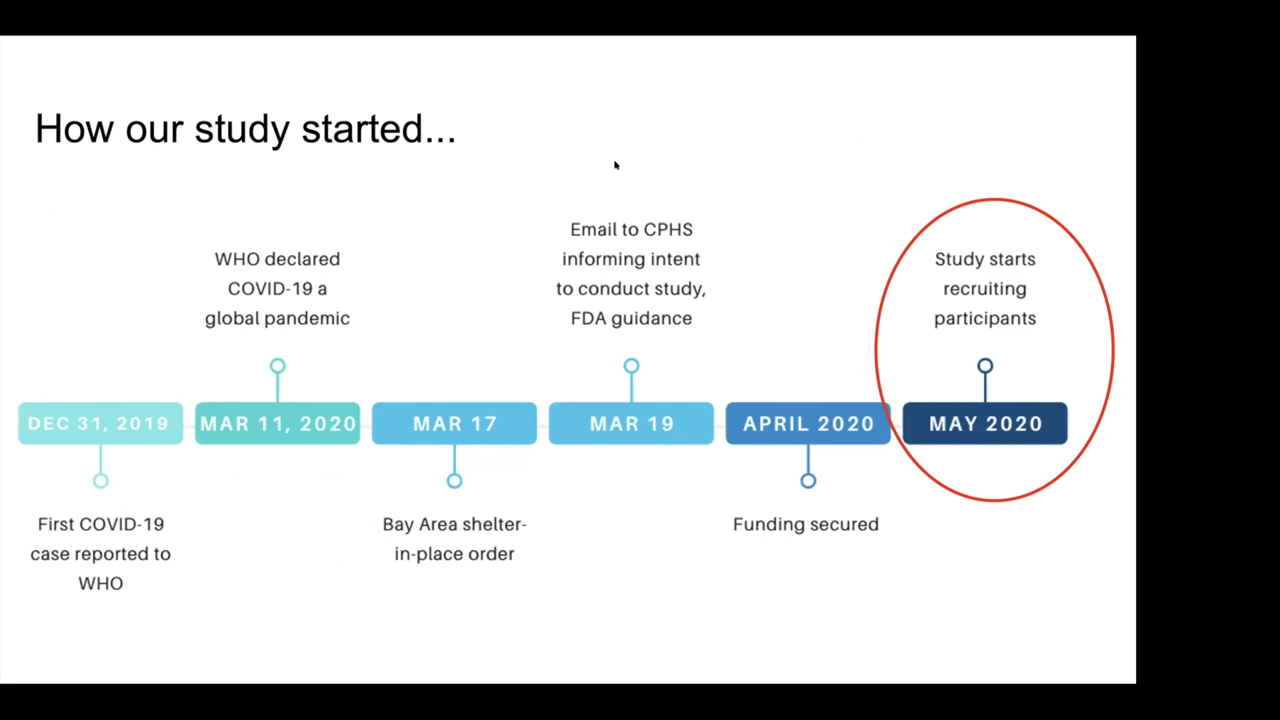 How our study started...
DEC 31, 2019
First COVID-19
case reported to
WHO
WHO declared
COVID-19 a
global pandemic
MAR 11, 2020
MAR 17
Bay Area shelter-
in-place order
Email to CPHS
informing intent
to conduct study,
FDA guidance
MAR 19
APRIL 2020
Funding secured
Study starts
recruiting
participants
MAY 2020